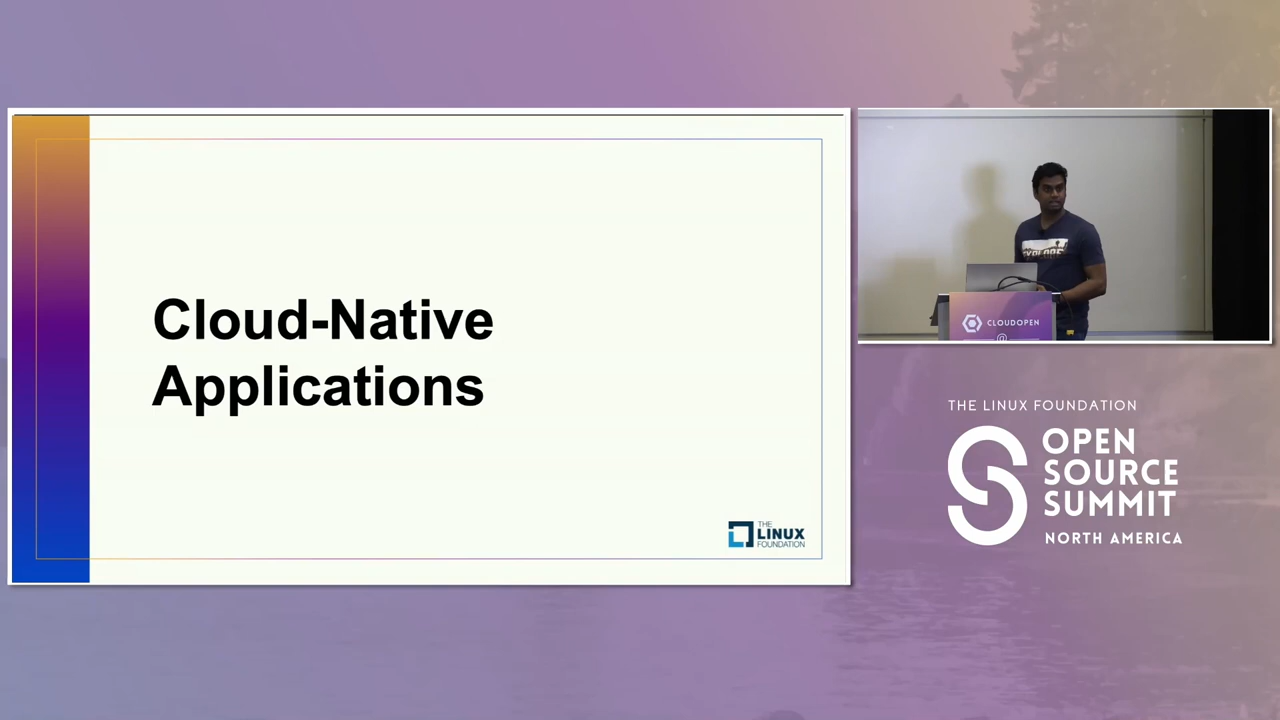 Cloud-Native
Applications
THE
LINUX
FOUNDATION
EXPLORE
CLOUDOPEN
@
THE LINUX FOUNDATION
OPEN
SOURCE
SUMMIT
NORTH AMERICA